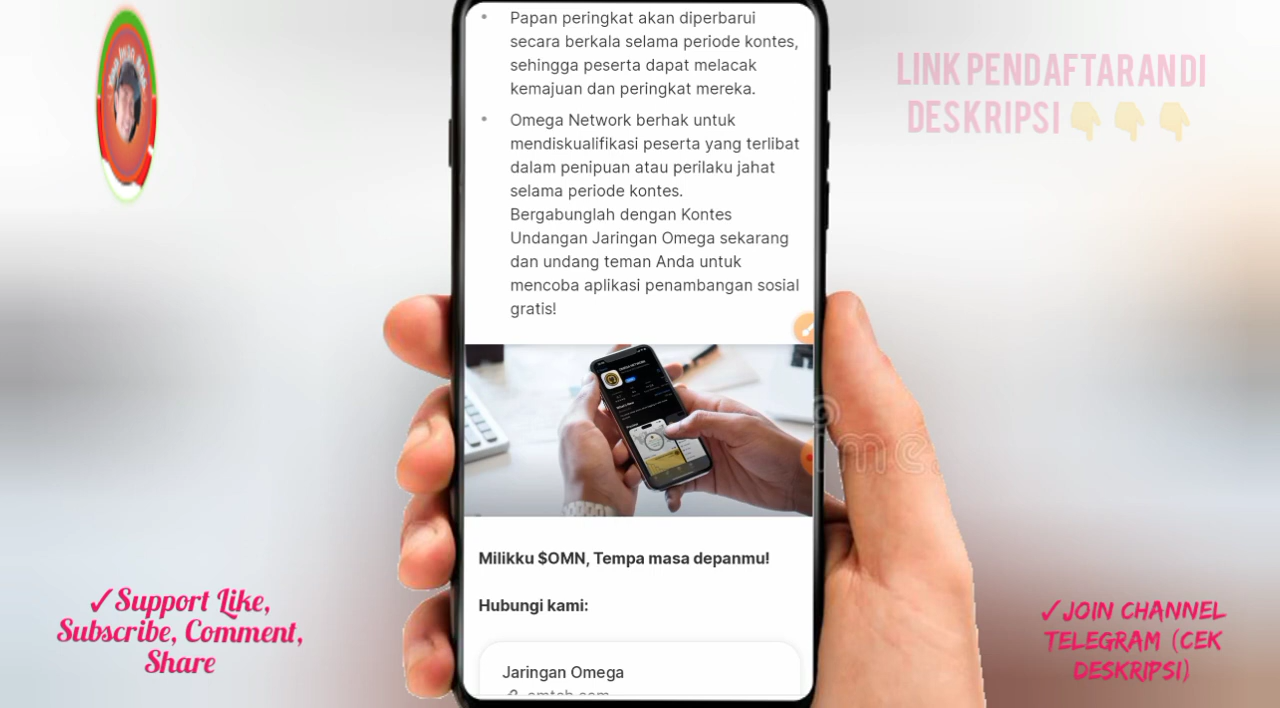 Papan peringkat akan diperbarui
secara berkala selama periode kontes,
sehingga peserta dapat melacak
kemajuan dan peringkat mereka.
Omega Network berhak untuk
mendiskualifikasi peserta yang terlibat
dalam penipuan atau perilaku jahat
selama periode kontes.
Bergabunglah dengan Kontes
Undangan Jaringan Omega sekarang
dan undang teman Anda untuk
mencoba aplikasi penambangan sosial
gratis!
Milikku $OMN, Tempa masa depanmu!
Hubungi kami:
Jaringan Omega
LINK PENDAFTARAN DI
DESKRIPSI 👇 👇 👇
✓Support Like,
Subscribe, Comment,
Share
✓JOIN CHANNEL
TELEGRAM (CEK
DESKRIPSI)